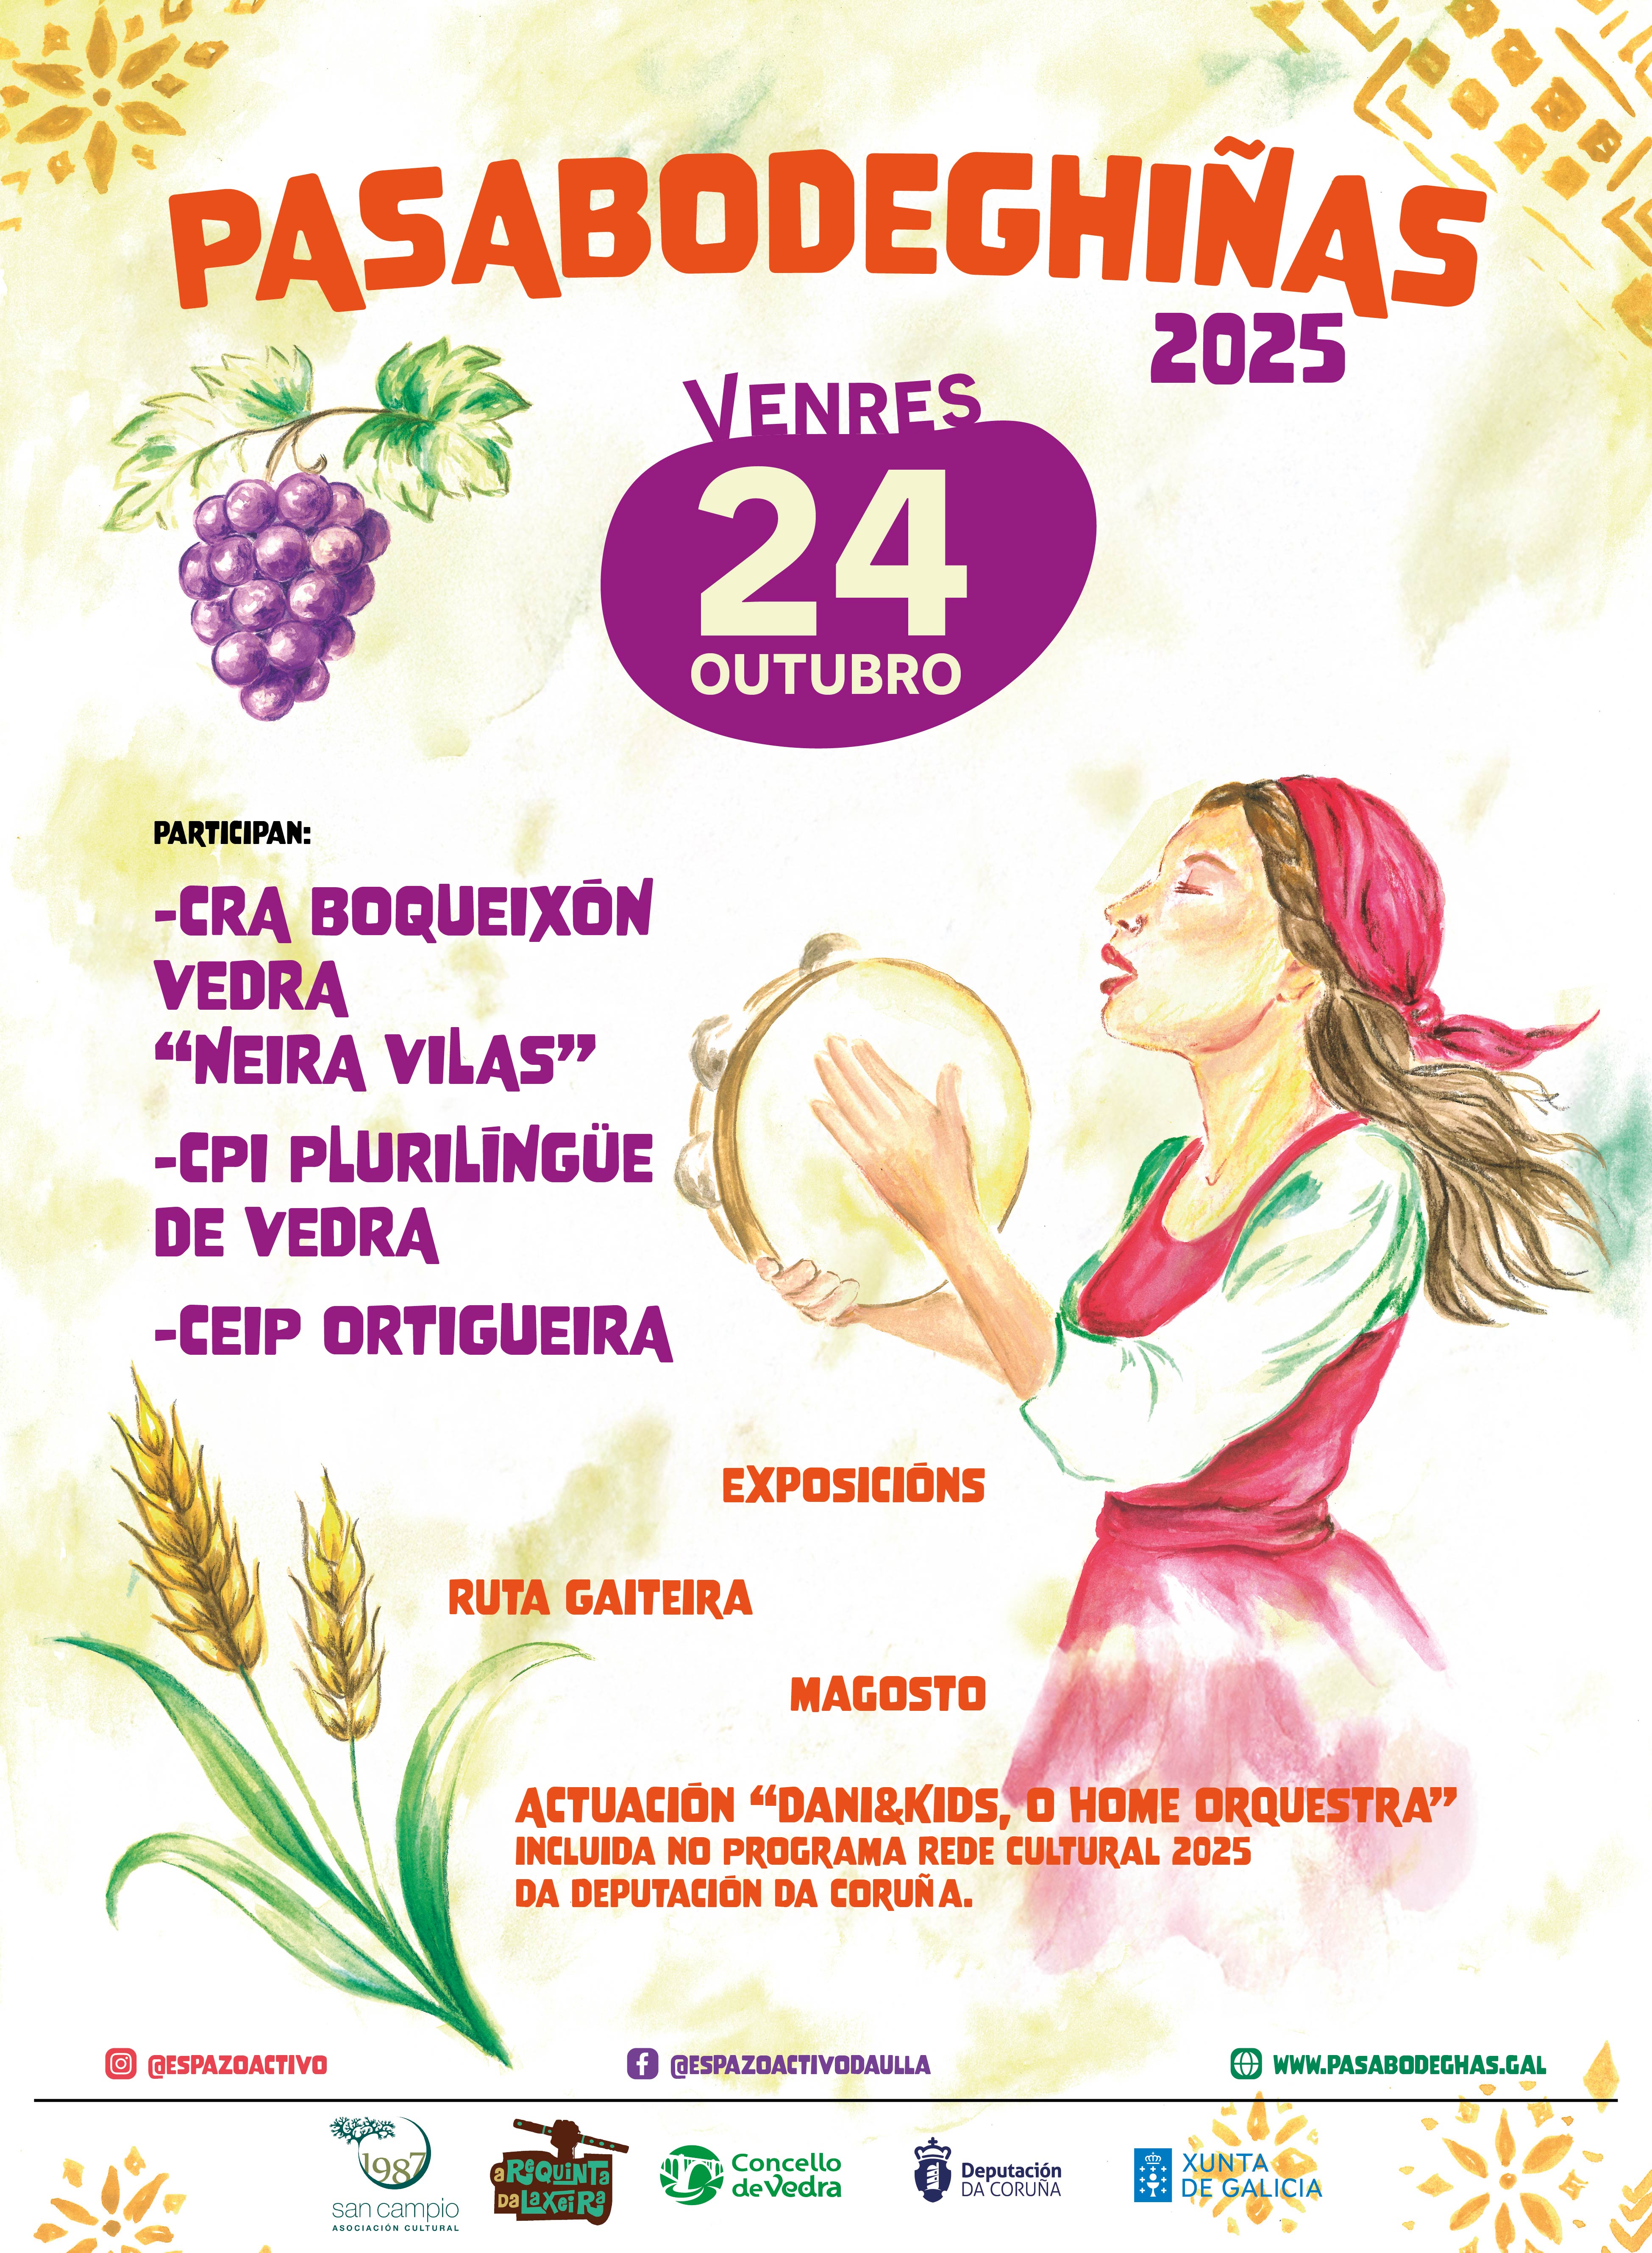 PASABODEGHIÑAS
2025
VENRES
24
OUTUBRO
PARTICIPAN:
-CRA BOQUEIXÓN
VEDRA
“NEIRA VILAS”
-CPI PLURILÍNGÜE
DE VEDRA
-CEIP ORTIGUEIRA
EXPOSICIÓNS
RUTA GAITEIRA
MAGOSTO
ACTUACIÓN “DANI&KIDS, O HOME ORQUESTRA”
INCLUIDA NO PROGRAMA REDE CULTURAL 2025
DA DEPUTACIÓN DA CORUÑA.
@ESPAZOACTIVO
@ESPAZOACTIVODAULLA
WWW.PASABODEGHAS.GAL
1987
san campio
ASOCIACIÓN CULTURAL
a ReQUINTa
Da LaXeiRa
Concello
de Vedra
Deputación
DA CORUÑA
XUNTA
DE GALICIA